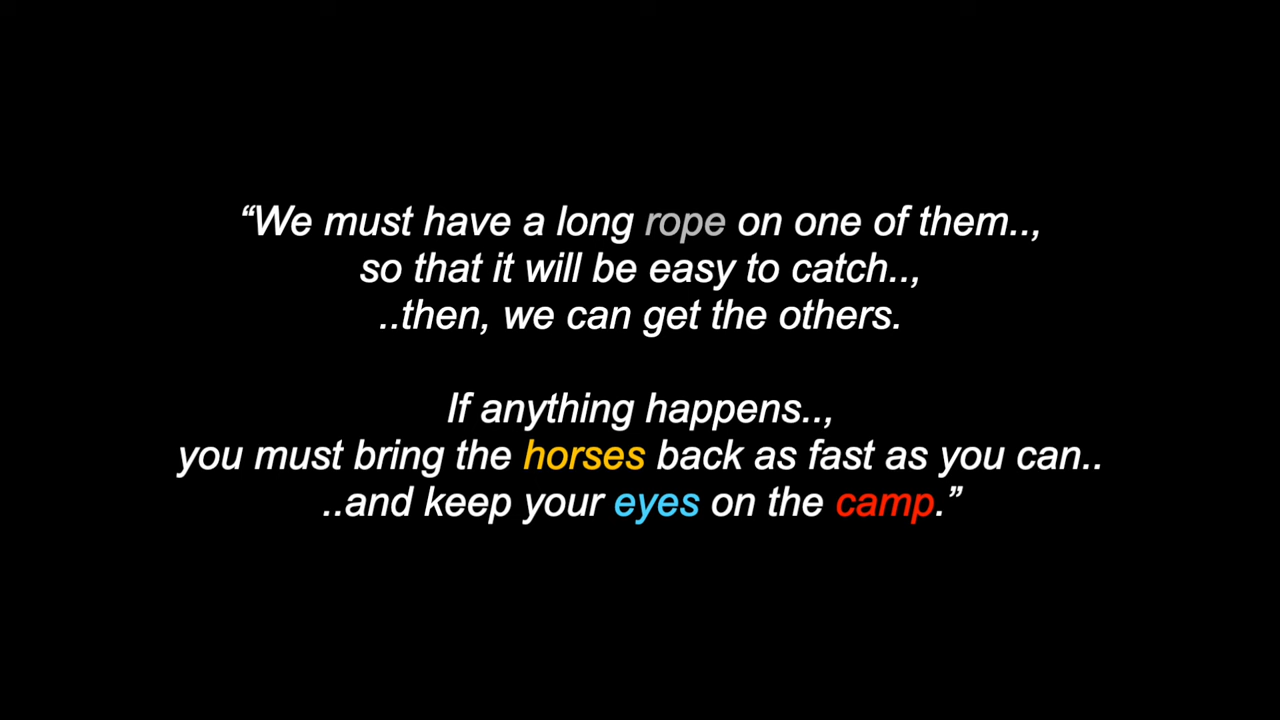 “We must have a long rope on one of them..,
so that it will be easy to catch..,
..then, we can get the others.
If anything happens..,
you must bring the horses back as fast as you can..
..and keep your eyes on the camp.”